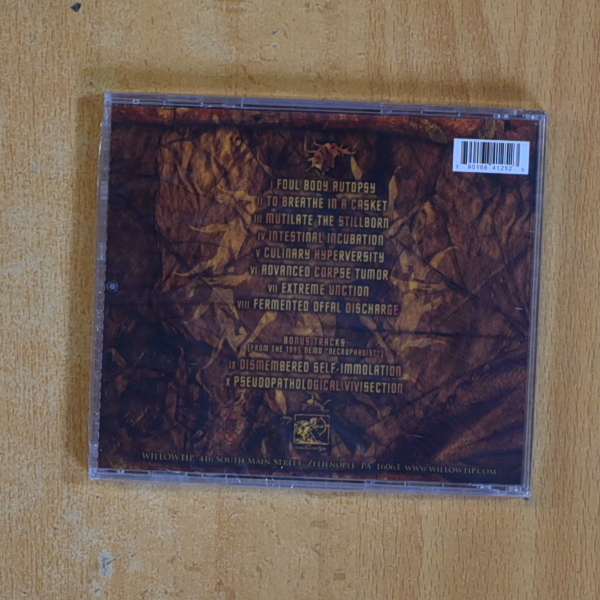 I FOUL BODY AUTOPSY
II TO BREATHE IN A CASKET
III MUTILATE THE STILLBORN
IV INTESTINAL INCUBATION
V CULINARY HYPERVERSITY
VI ADVANCED CORPSE TUMOR
VII EXTREME UNCTION
VIII FERMENTED OFFAL DISCHARGE
BONUS TRACKS:
(FROM THE 1995 DEMO "NECROPHAGIST")
IX DISMEMBERED SELF-IMMOLATION
X PSEUDOPATHOLOGICAL VIVISECTION
WILLOWTIP 416 SOUTH MAIN STREET ZELIENOPLE PA 16063 WWW.WILLOWTIP.COM